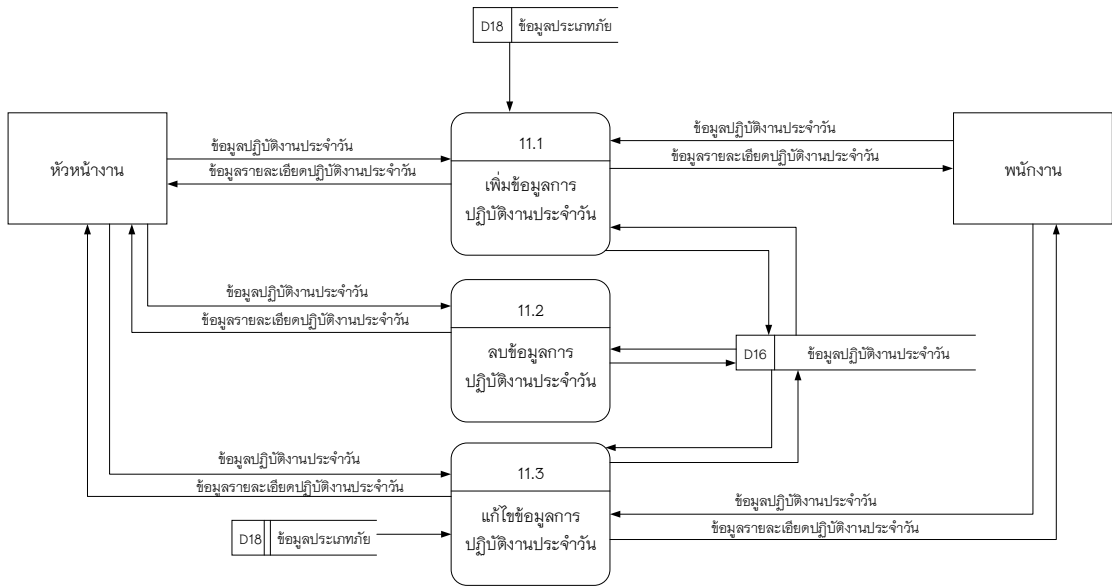 D18 ข้อมูลประเภทภัย
หัวหน้างาน
ข้อมูลปฏิบัติงานประจำวัน
ข้อมูลรายละเอียดปฏิบัติงานประจำวัน
11.1
เพิ่มข้อมูลการ
ปฏิบัติงานประจำวัน
ข้อมูลปฏิบัติงานประจำวัน
ข้อมูลรายละเอียดปฏิบัติงานประจำวัน
พนักงาน
ข้อมูลปฏิบัติงานประจำวัน
ข้อมูลรายละเอียดปฏิบัติงานประจำวัน
11.2
ลบข้อมูลการ
ปฏิบัติงานประจำวัน
D16 ข้อมูลปฏิบัติงานประจำวัน
ข้อมูลปฏิบัติงานประจำวัน
ข้อมูลรายละเอียดปฏิบัติงานประจำวัน
11.3
แก้ไขข้อมูลการ
ปฏิบัติงานประจำวัน
ข้อมูลปฏิบัติงานประจำวัน
ข้อมูลรายละเอียดปฏิบัติงานประจำวัน
D18 ข้อมูลประเภทภัย